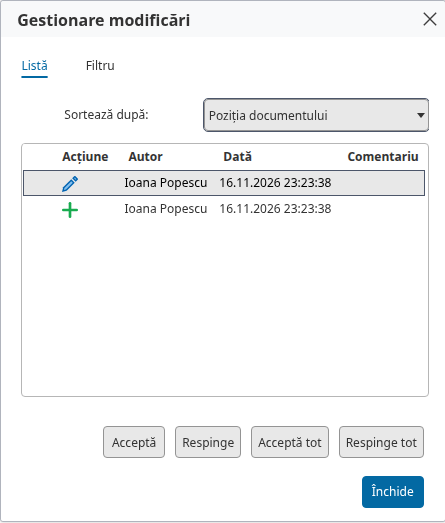 Gestionare modificări
Listă Filtru
Sortează după: Poziția documentului
Acțiune Autor Dată Comentariu
Ioana Popescu 16.11.2026 23:23:38
Ioana Popescu 16.11.2026 23:23:38
Acceptă Respinge Acceptă tot Respinge tot
Închide